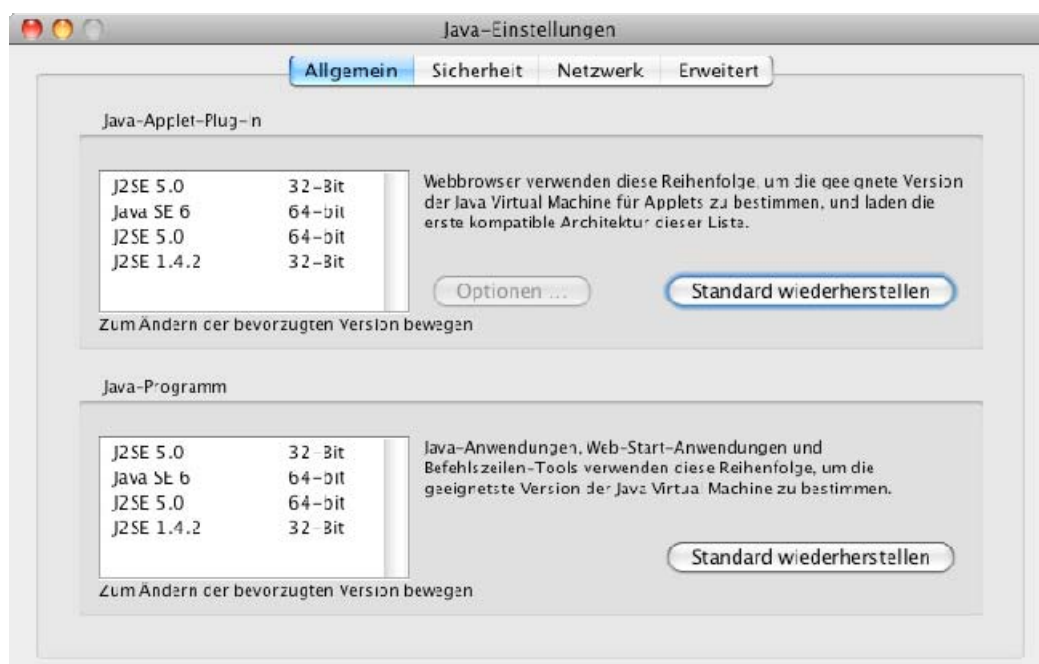 Java-Einstellungen
Allgemein Sicherheit Netzwerk Erweitert
Java-Applet-Plug-in
J2SE 5.0 32-Bit
Java SE 6 64-bit
J2SE 5.0 64-bit
J2SE 1.4.2 32-Bit
Webbrowser verwenden diese Reihenfolge, um die geeignete Version
der Java Virtual Machine für Applets zu bestimmen, und laden die
erste kompatible Architektur dieser Liste.
Optionen ...
Standard wiederherstellen
Zum Ändern der bevorzugten Version bewegen
Java-Programm
J2SE 5.0 32-Bit
Java SE 6 64-bit
J2SE 5.0 64-bit
J2SE 1.4.2 32-Bit
Java-Anwendungen, Web-Start-Anwendungen und
Befehlszeilen-Tools verwenden diese Reihenfolge, um die
geeignetste Version der Java Virtual Machine zu bestimmen.
Standard wiederherstellen
Zum Ändern der bevorzugten Version bewegen